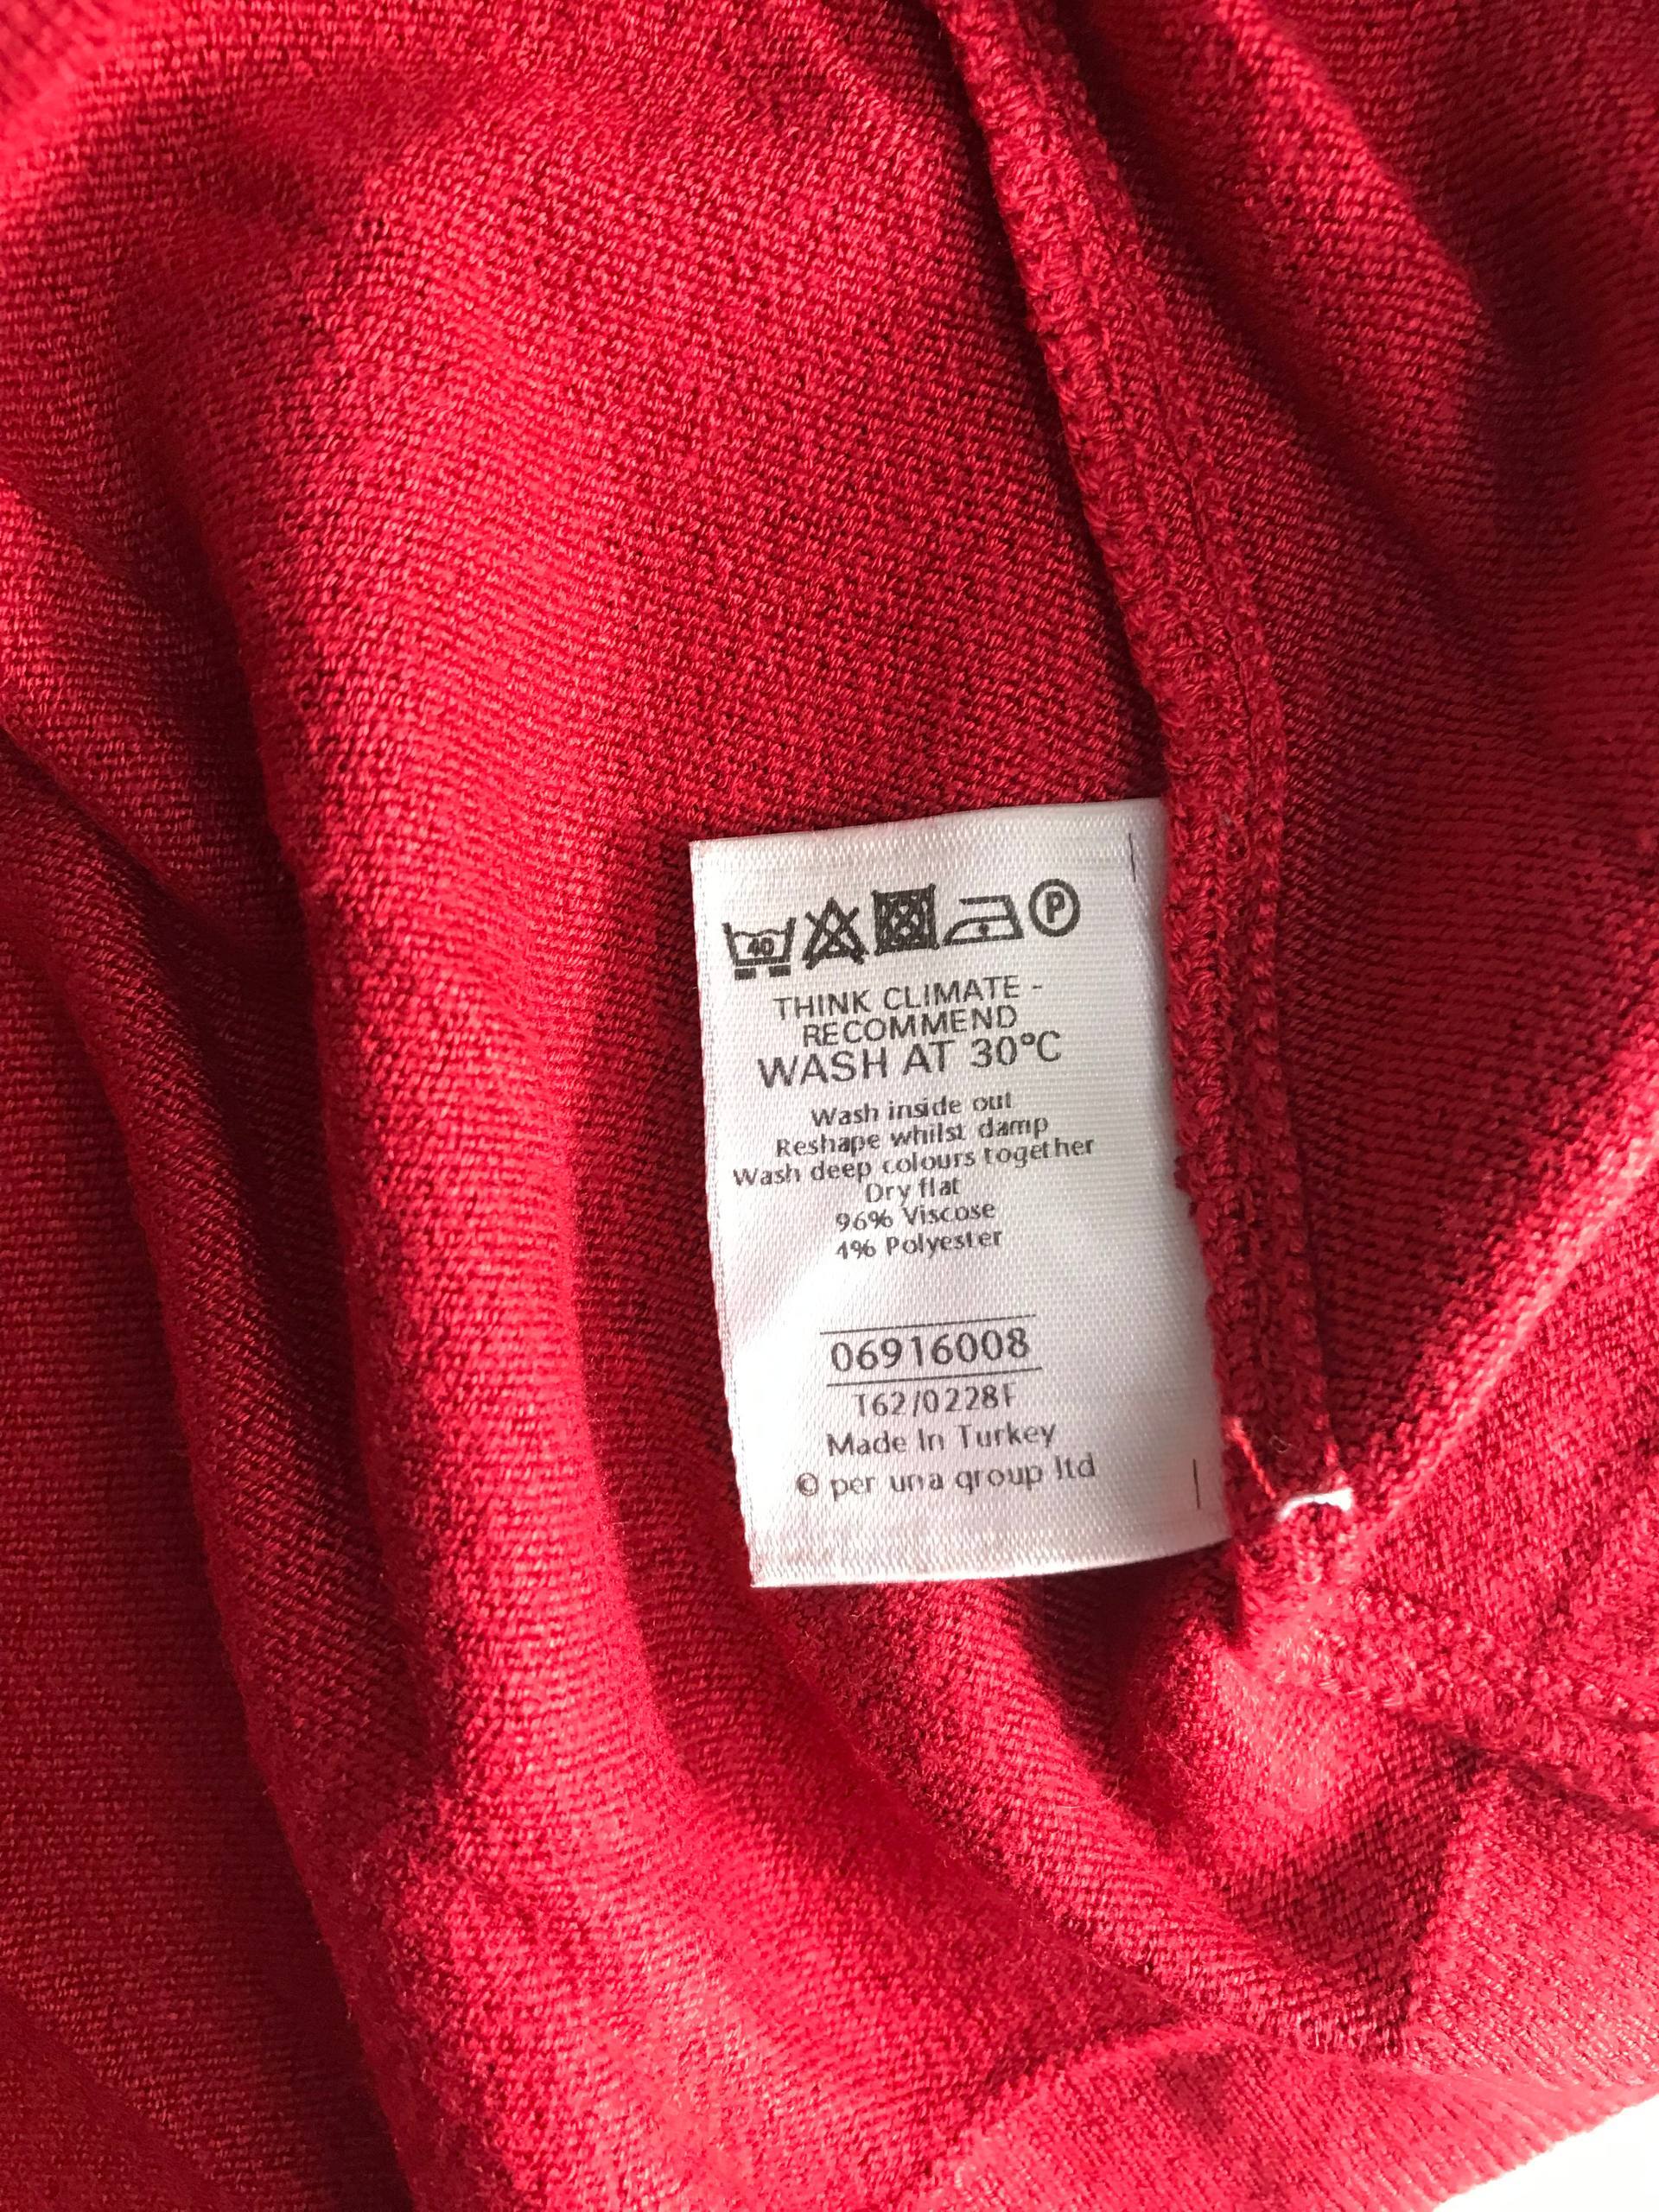 40 P
THINK CLIMATE -
RECOMMEND
WASH AT 30°C
Wash inside out
Reshape whilst damp
Wash deep colours together
Dry flat
96% Viscose
4% Polyester
06916008
T62/0228F
Made In Turkey
© per una group ltd